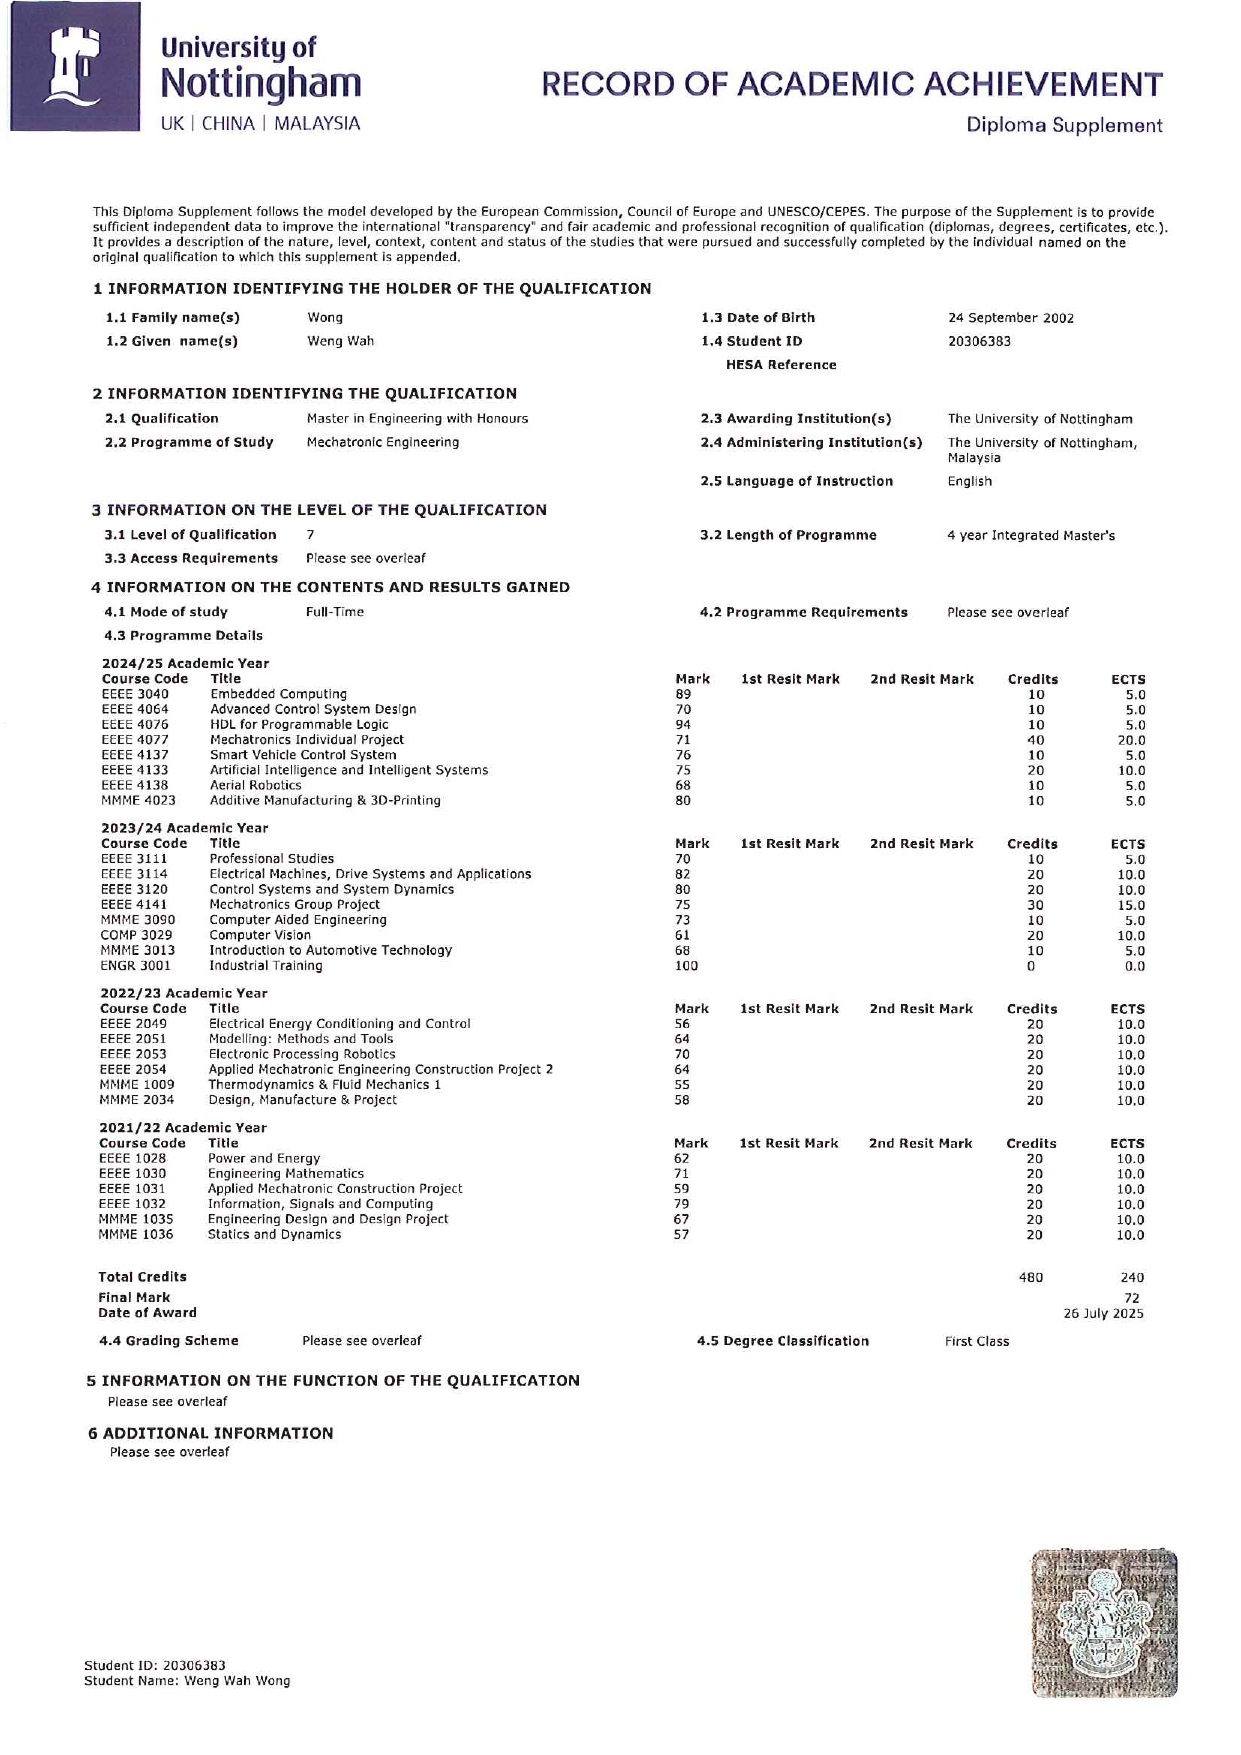 University of
Nottingham
UK | CHINA | MALAYSIA
RECORD OF ACADEMIC ACHIEVEMENT
Diploma Supplement
This Diploma Supplement follows the model developed by the European Commission, Council of Europe and UNESCO/CEPES. The purpose of the Supplement is to provide
sufficient independent data to improve the international "transparency" and fair academic and professional recognition of qualification (diplomas, degrees, certificates, etc.).
It provides a description of the nature, level, context, content and status of the studies that were pursued and successfully completed by the individual named on the
original qualification to which this supplement is appended.
1 INFORMATION IDENTIFYING THE HOLDER OF THE QUALIFICATION
1.1 Family name(s) Wong 1.3 Date of Birth 24 September 2002
1.2 Given name(s) Weng Wah 1.4 Student ID 20306383
HESA Reference
2 INFORMATION IDENTIFYING THE QUALIFICATION
2.1 Qualification Master in Engineering with Honours 2.3 Awarding Institution(s) The University of Nottingham
2.2 Programme of Study Mechatronic Engineering 2.4 Administering Institution(s) The University of Nottingham,
Malaysia
2.5 Language of Instruction English
3 INFORMATION ON THE LEVEL OF THE QUALIFICATION
3.1 Level of Qualification 7 3.2 Length of Programme 4 year Integrated Master's
3.3 Access Requirements Please see overleaf
4 INFORMATION ON THE CONTENTS AND RESULTS GAINED
4.1 Mode of study Full-Time 4.2 Programme Requirements Please see overleaf
4.3 Programme Details
2024/25 Academic Year
Course Code Title Mark 1st Resit Mark 2nd Resit Mark Credits ECTS
EEEE 3040 Embedded Computing 89 10 5.0
EEEE 4064 Advanced Control System Design 70 10 5.0
EEEE 4076 HDL for Programmable Logic 94 10 5.0
EEEE 4077 Mechatronics Individual Project 71 40 20.0
EEEE 4137 Smart Vehicle Control System 76 10 5.0
EEEE 4133 Artificial Intelligence and Intelligent Systems 75 20 10.0
EEEE 4138 Aerial Robotics 68 10 5.0
MMME 4023 Additive Manufacturing & 3D-Printing 80 10 5.0
2023/24 Academic Year
Course Code Title Mark 1st Resit Mark 2nd Resit Mark Credits ECTS
EEEE 3111 Professional Studies 70 10 5.0
EEEE 3114 Electrical Machines, Drive Systems and Applications 82 20 10.0
EEEE 3120 Control Systems and System Dynamics 80 20 10.0
EEEE 4141 Mechatronics Group Project 75 30 15.0
MMME 3090 Computer Aided Engineering 73 10 5.0
COMP 3029 Computer Vision 61 20 10.0
MMME 3013 Introduction to Automotive Technology 68 10 5.0
ENGR 3001 Industrial Training 100 0 0.0
2022/23 Academic Year
Course Code Title Mark 1st Resit Mark 2nd Resit Mark Credits ECTS
EEEE 2049 Electrical Energy Conditioning and Control 56 20 10.0
EEEE 2051 Modelling: Methods and Tools 64 20 10.0
EEEE 2053 Electronic Processing Robotics 70 20 10.0
EEEE 2054 Applied Mechatronic Engineering Construction Project 2 64 20 10.0
MMME 1009 Thermodynamics & Fluid Mechanics 1 55 20 10.0
MMME 2034 Design, Manufacture & Project 58 20 10.0
2021/22 Academic Year
Course Code Title Mark 1st Resit Mark 2nd Resit Mark Credits ECTS
EEEE 1028 Power and Energy 62 20 10.0
EEEE 1030 Engineering Mathematics 71 20 10.0
EEEE 1031 Applied Mechatronic Construction Project 59 20 10.0
EEEE 1032 Information, Signals and Computing 79 20 10.0
MMME 1035 Engineering Design and Design Project 67 20 10.0
MMME 1036 Statics and Dynamics 57 20 10.0
Total Credits 480 240
Final Mark 72
Date of Award 26 July 2025
4.4 Grading Scheme Please see overleaf 4.5 Degree Classification First Class
5 INFORMATION ON THE FUNCTION OF THE QUALIFICATION
Please see overleaf
6 ADDITIONAL INFORMATION
Please see overleaf
Student ID: 20306383
Student Name: Weng Wah Wong